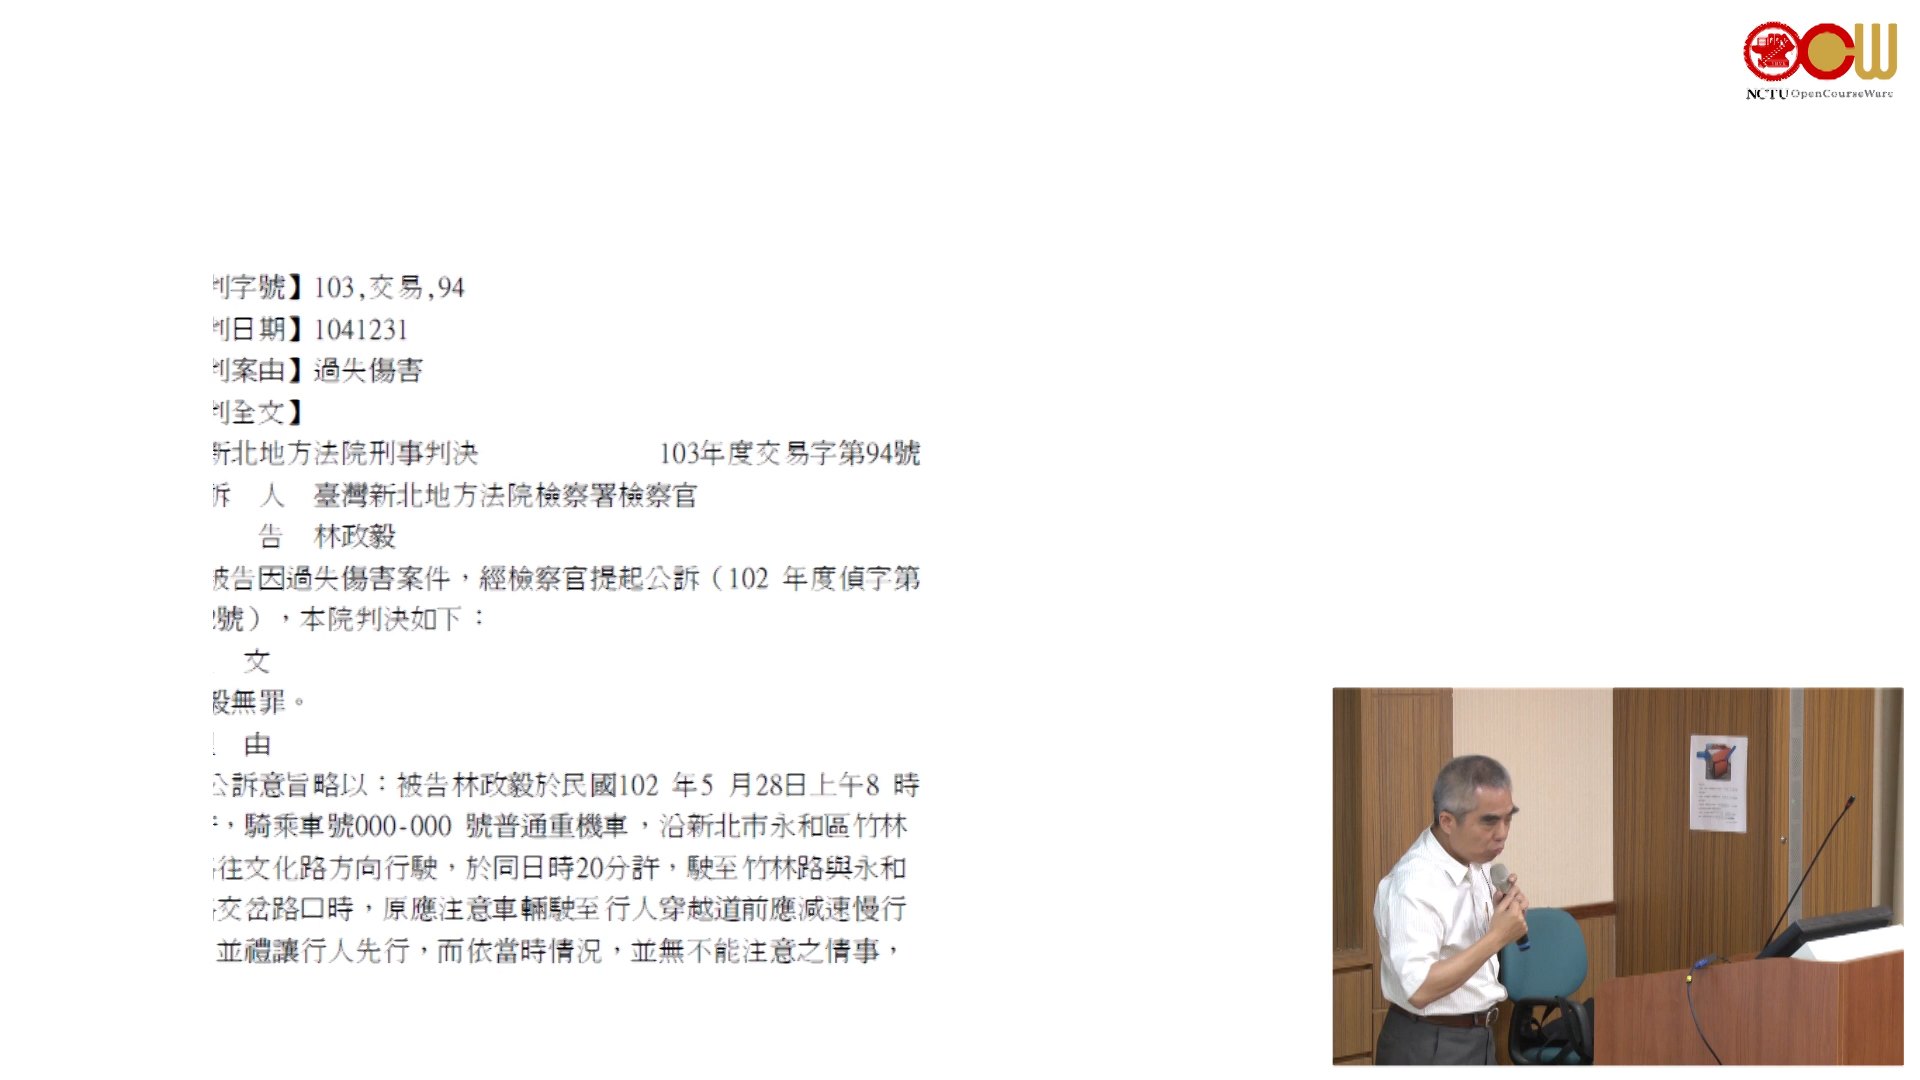 NCTU OpenCourseWare
判字號】103,交易,94
判日期】1041231
判案由】過失傷害
判全文】
新北地方法院刑事判決 103年度交易字第94號
訴 人 臺灣新北地方法院檢察署檢察官
告 林政毅
被告因過失傷害案件，經檢察官提起公訴（102 年度偵字第
號），本院判決如下：
文
毅無罪。
由
公訴意旨略以：被告林政毅於民國102 年5 月28日上午8 時
，騎乘車號000-000 號普通重機車，沿新北市永和區竹林
往文化路方向行駛，於同日時20分許，駛至竹林路與永和
交岔路口時，原應注意車輛駛至行人穿越道前應減速慢行
並禮讓行人先行，而依當時情況，並無不能注意之情事，